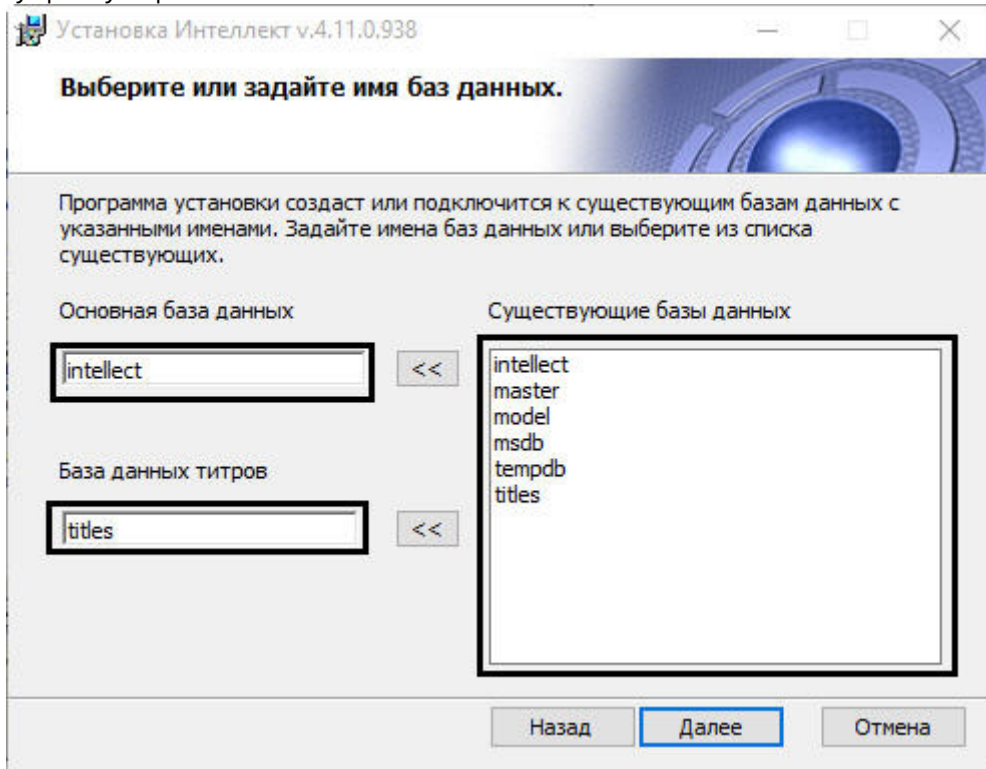 Установка Интеллект v.4.11.0.938
Выберите или задайте имя баз данных.
Программа установки создаст или подключится к существующим базам данных с
указанными именами. Задайте имена баз данных или выберите из списка
существующих.
Основная база данных
intellect
<<
База данных титров
titles
<<
Существующие базы данных
intellect
master
model
msdb
tempdb
titles
Назад
Далее
Отмена